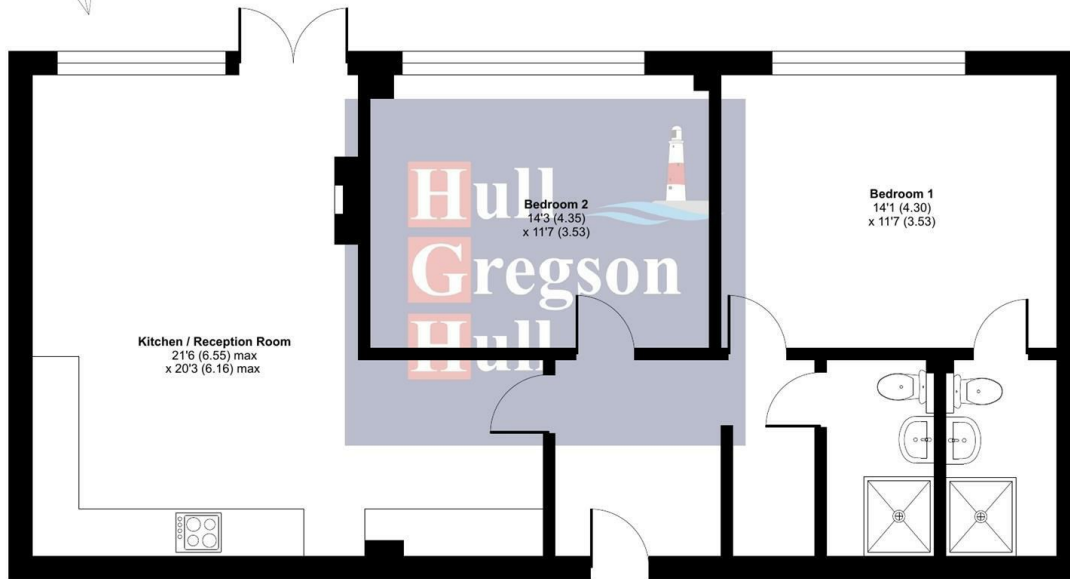 Hull
Gregson
Hull
Bedroom 2
14'3 (4.35)
x 11'7 (3.53)
Bedroom 1
14'1 (4.30)
x 11'7 (3.53)
Kitchen / Reception Room
21'6 (6.55) max
x 20'3 (6.16) max